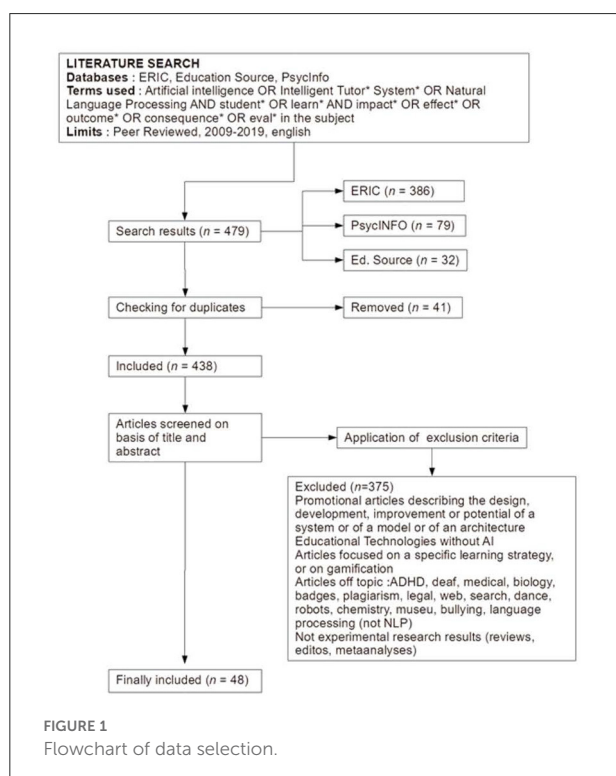 LITERATURE SEARCH
Databases : ERIC, Education Source, PsycInfo
Terms used : Artificial intelligence OR Intelligent Tutor* System* OR Natural
Language Processing AND student* OR learn* AND impact* OR effect* OR
outcome* OR consequence* OR eval* in the subject
Limits : Peer Reviewed, 2009-2019, english
ERIC (n = 386)
Search results (n = 479)
PsycINFO (n = 79)
Ed. Source (n = 32)
Checking for duplicates
Removed (n = 41)
Included (n = 438)
Articles screened on
basis of title and
abstract
Application of exclusion criteria
Excluded (n=375)
Promotional articles describing the design,
development, improvement or potential of a
system or of a model or of an architecture
Educational Technologies without AI
Articles focused on a specific learning strategy,
or on gamification
Articles off topic :ADHD, deaf, medical, biology,
badges, plagiarism, legal, web, search, dance,
robots, chemistry, museu, bullying, language
processing (not NLP)
Not experimental research results (reviews,
editos, metaanalyses)
Finally included (n = 48)
FIGURE 1
Flowchart of data selection.